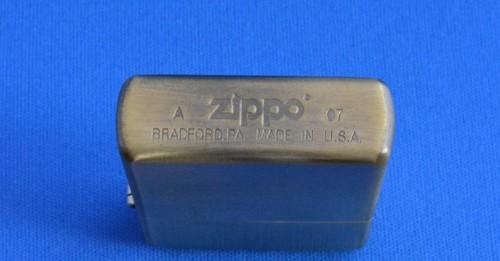 A zippo® 07
BRADFORD, PA. MADE IN U.S.A.